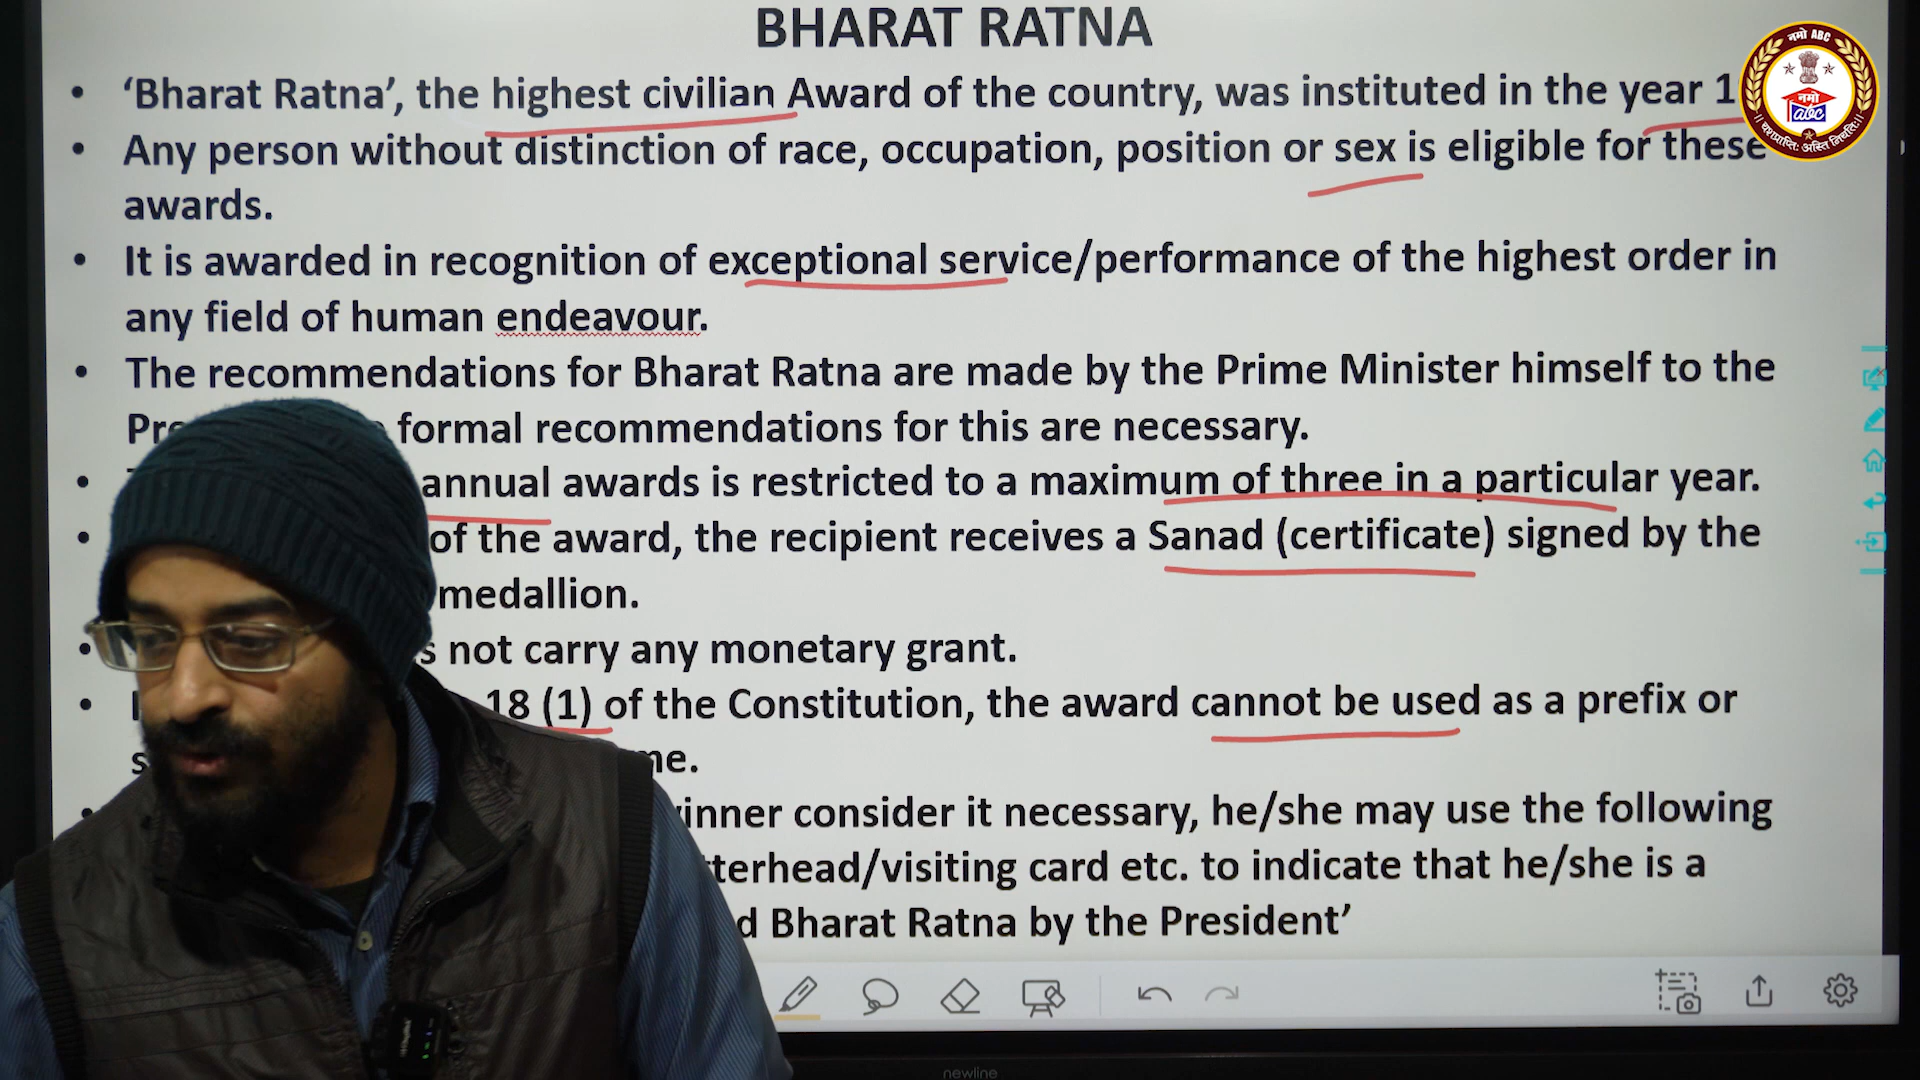 BHARAT RATNA
• ‘Bharat Ratna’, the highest civilian Award of the country, was instituted in the year 1
• Any person without distinction of race, occupation, position or sex is eligible for these
awards.
• It is awarded in recognition of exceptional service/performance of the highest order in
any field of human endeavour.
• The recommendations for Bharat Ratna are made by the Prime Minister himself to the
formal recommendations for this are necessary.
• annual awards is restricted to a maximum of three in a particular year.
• of the award, the recipient receives a Sanad (certificate) signed by the
medallion.
• not carry any monetary grant.
• 18 (1) of the Constitution, the award cannot be used as a prefix or
consider it necessary, he/she may use the following
card etc. to indicate that he/she is a
Bharat Ratna by the President’
नमो ABC
नमो
abc
newline